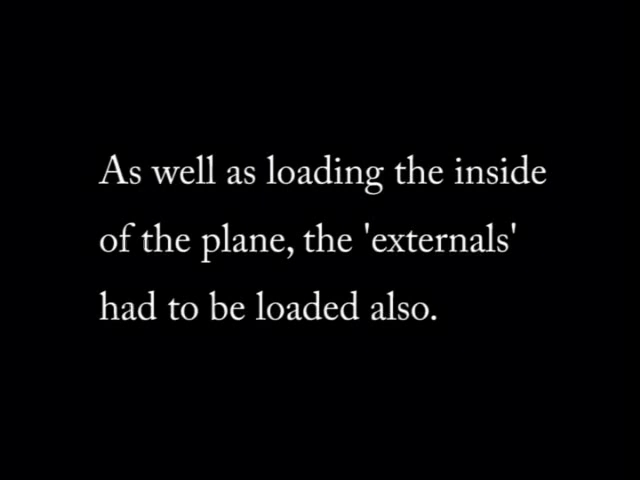 As well as loading the inside
of the plane, the 'externals'
had to be loaded also.